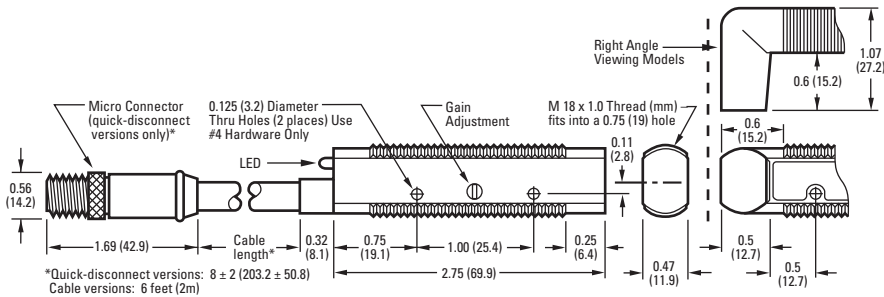 Right Angle
Viewing Models
1.07
(27.2)
0.6 (15.2)
Micro Connector
(quick-disconnect
versions only)*
0.125 (3.2) Diameter
Thru Holes (2 places) Use
#4 Hardware Only
Gain
Adjustment
M 18 x 1.0 Thread (mm)
fits into a 0.75 (19) hole
0.6
(15.2)
0.11
(2.8)
LED
0.56
(14.2)
1.69 (42.9)
Cable
length*
0.32
(8.1)
0.75
(19.1)
1.00 (25.4)
0.25
(6.4)
2.75 (69.9)
0.47
(11.9)
0.5
(12.7)
0.5
(12.7)
*Quick-disconnect versions: 8 ± 2 (203.2 ± 50.8)
Cable versions: 6 feet (2m)